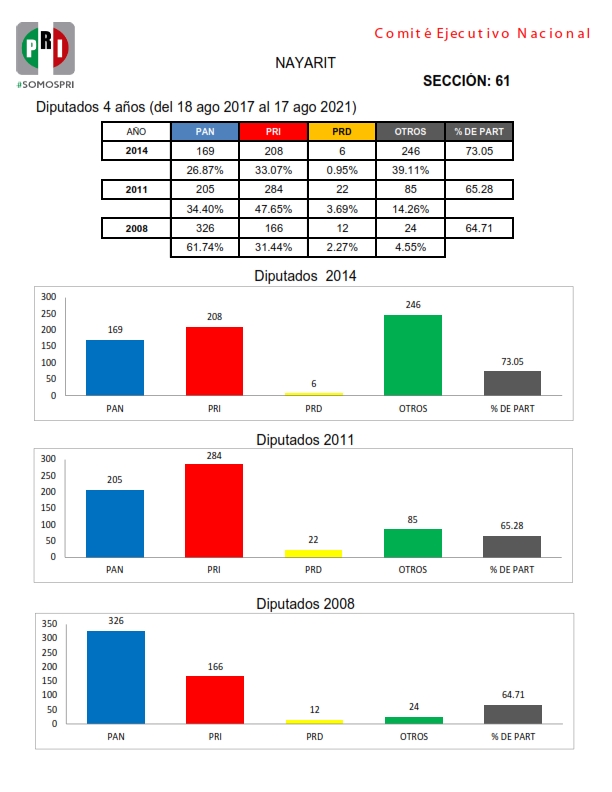 Comité Ejecutivo Nacional
PRI
#SOMOSPRI
NAYARIT
SECCIÓN: 61
Diputados 4 años (del 18 ago 2017 al 17 ago 2021)
AÑO PAN PRI PRD OTROS % DE PART
2014 169 208 6 246 73.05
26.87% 33.07% 0.95% 39.11%
2011 205 284 22 85 65.28
34.40% 47.65% 3.69% 14.26%
2008 326 166 12 24 64.71
61.74% 31.44% 2.27% 4.55%
Diputados 2014
300
250
200
150
100
50
0
169
208
6
246
73.05
PAN PRI PRD OTROS % DE PART
Diputados 2011
300
250
200
150
100
50
0
205
284
22
85
65.28
PAN PRI PRD OTROS % DE PART
Diputados 2008
350
300
250
200
150
100
50
0
326
166
12
24
64.71
PAN PRI PRD OTROS % DE PART